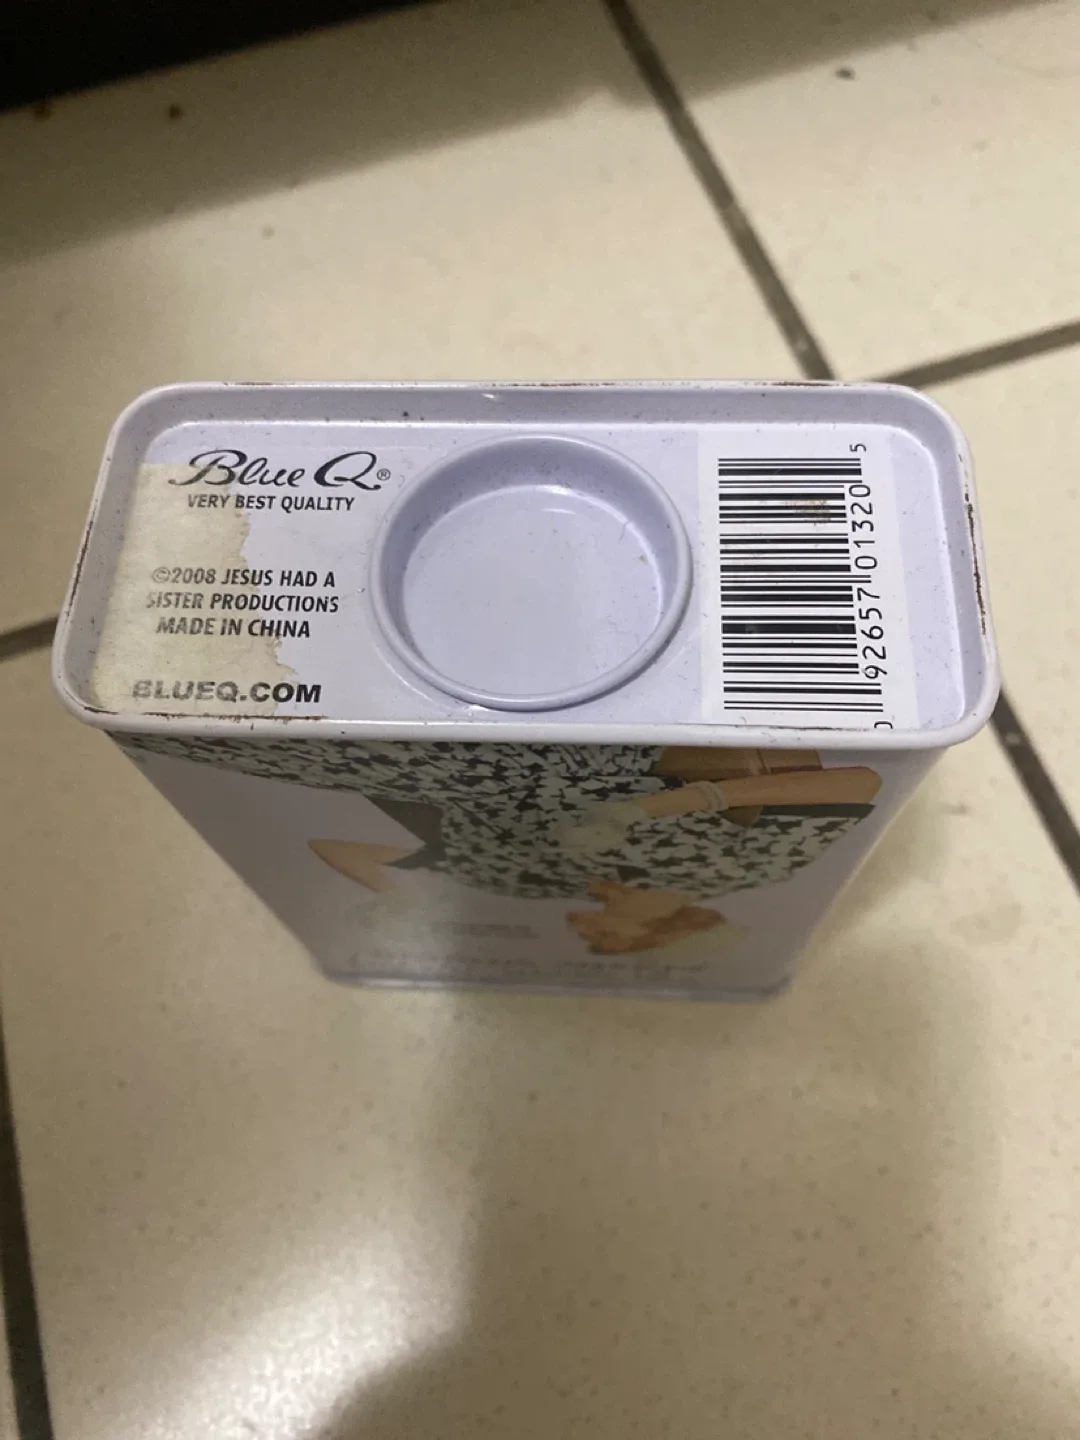 Blue Q®
VERY BEST QUALITY
©2008 JESUS HAD A
SISTER PRODUCTIONS
MADE IN CHINA
BLUEQ.COM
0 92657 01320 5